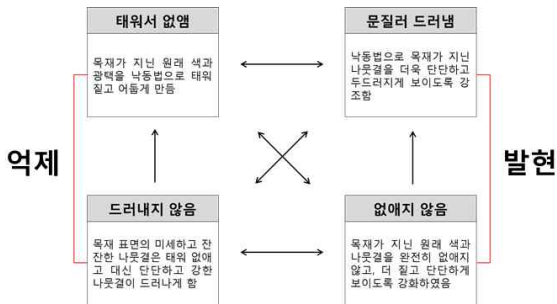 태워서 없앰
목재가 지닌 원래 색과
광택을 낙동법으로 태워
짙고 어둡게 만듬
문질러 드러냄
낙동법으로 목재가 지닌
나뭇결을 더욱 단단하고
두드러지게 보이도록 강
조함
억제
발현
드러내지 않음
목재 표면의 미세하고 잔
잔한 나뭇결은 태워 없애
고 대신 단단하고 강한
나뭇결이 드러나게 함
없애지 않음
목재가 지닌 원래 색과
나뭇결을 완전히 없애지
않고, 더 짙고 단단하게
보이도록 강화하였음